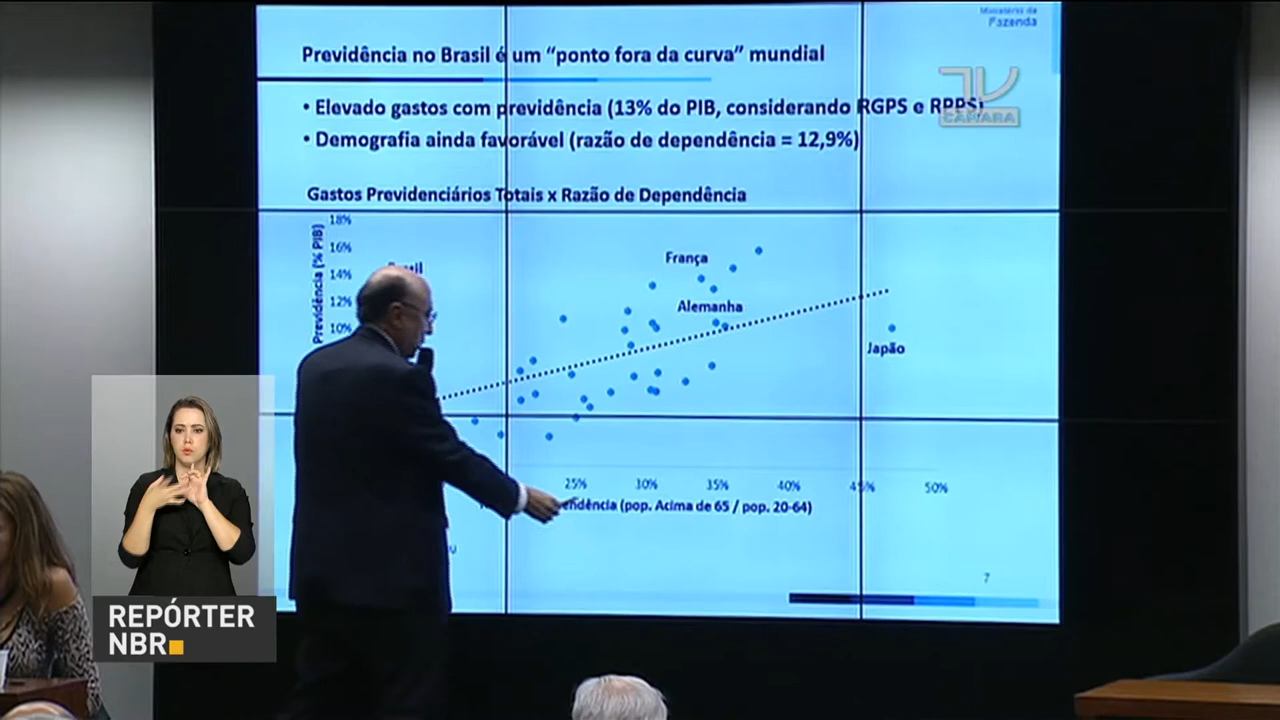 Ministério da
Fazenda
Previdência no Brasil é um “ponto fora da curva” mundial
TV
CÂMARA
• Elevado gastos com previdência (13% do PIB, considerando RGPS e RPPS)
• Demografia ainda favorável (razão de dependência = 12,9%)
Gastos Previdenciários Totais x Razão de Dependência
Previdência (% PIB)
18%
16%
14%
12%
10%
França
Alemanha
Japão
25% 30% 35% 40% 45% 50%
endência (pop. Acima de 65 / pop. 20-64)
7
REPÓRTER
NBR